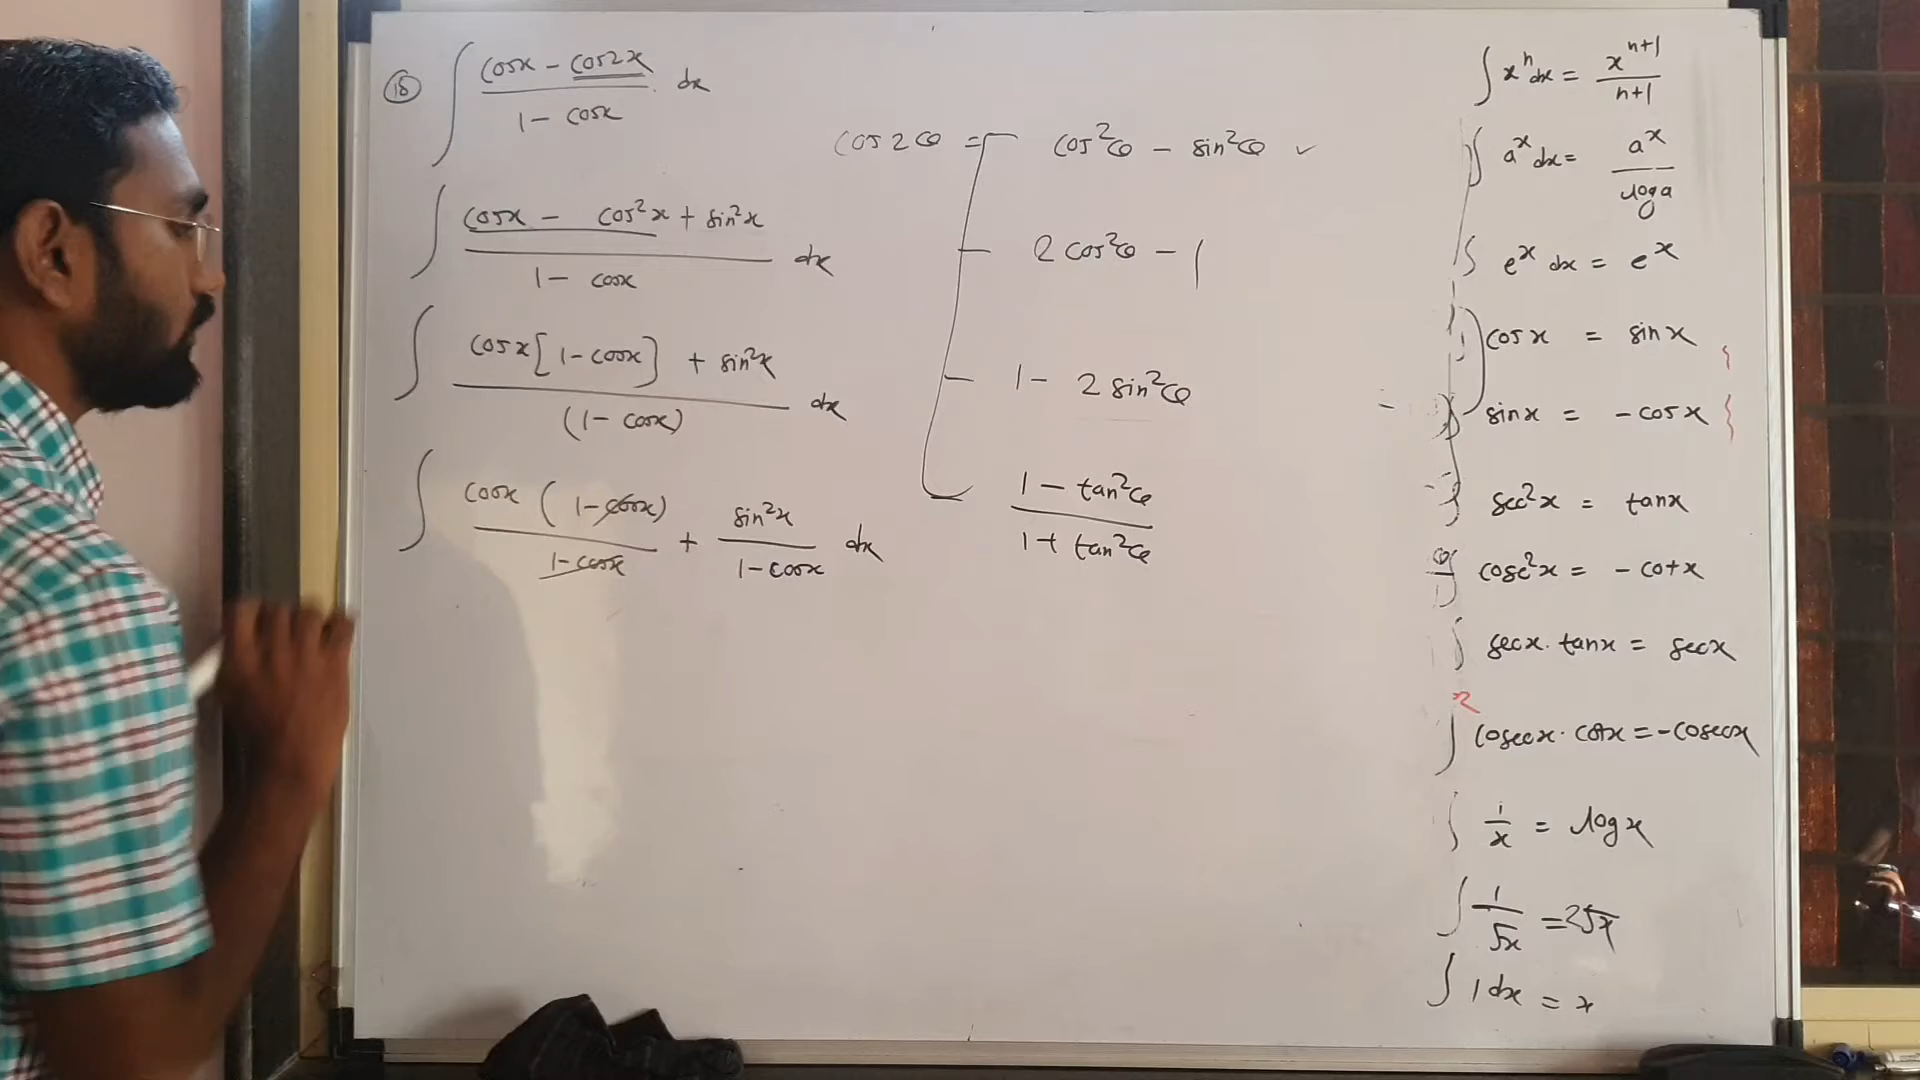 (18) ∫ (cosx - cos2x) / (1 - cosx) dx
∫ (cosx - cos²x + sin²x) / (1 - cosx) dx
∫ (cosx[1-cosx] + sin²x) / (1 - cosx) dx
∫ cosx (1-cosx) / (1-cosx) + sin²x / (1-cosx) dx
cos2θ = cos²θ - sin²θ ✓
2cos²θ - 1
1 - 2sin²θ
(1 - tan²θ) / (1 + tan²θ)
∫ xⁿ dx = xⁿ⁺¹ / (n+1)
∫ aˣ dx = aˣ / log a
∫ eˣ dx = eˣ
∫ cosx = sinx
∫ sinx = -cosx
∫ sec²x = tanx
∫ cosec²x = -cotx
∫ secx.tanx = secx
∫ cosecx.cotx = -cosecx
∫ 1/x = logx
∫ 1/√x = 2√x
∫ 1dx = x